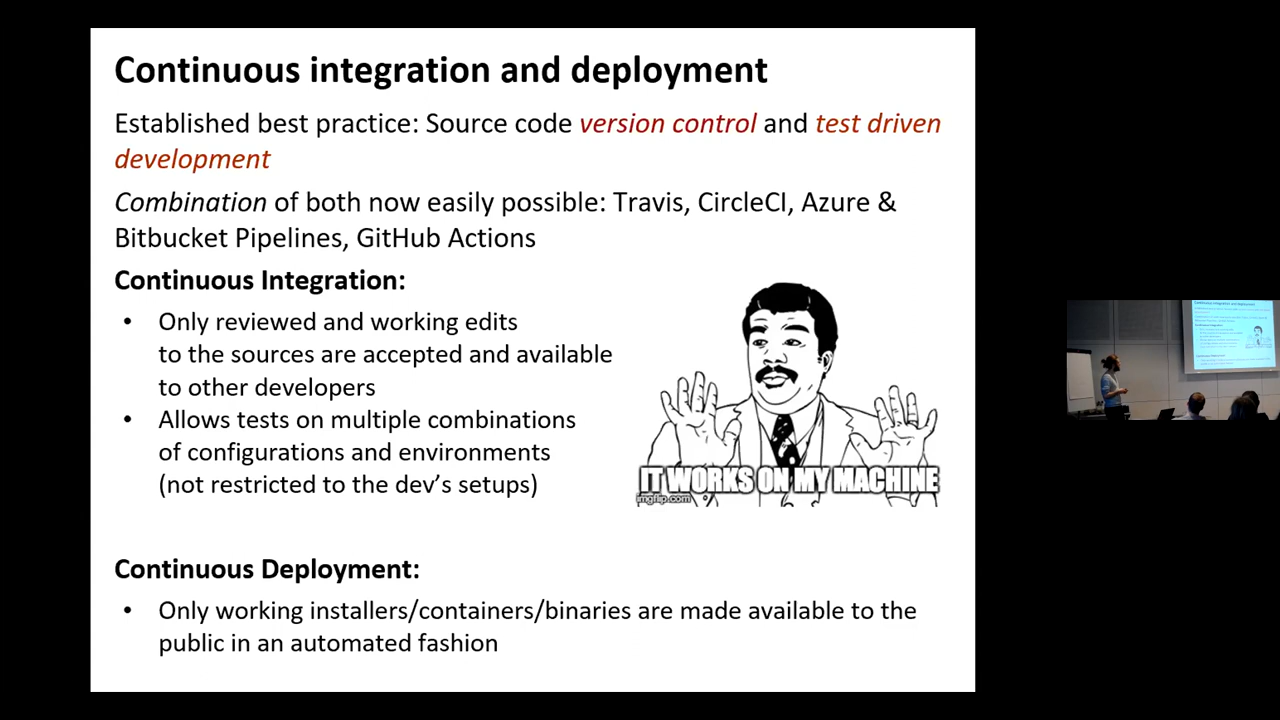 Continuous integration and deployment
Established best practice: Source code version control and test driven
development
Combination of both now easily possible: Travis, CircleCI, Azure &
Bitbucket Pipelines, GitHub Actions
Continuous Integration:
• Only reviewed and working edits
to the sources are accepted and available
to other developers
• Allows tests on multiple combinations
of configurations and environments
(not restricted to the dev's setups)
IT WORKS ON MY MACHINE
imgflip.com
Continuous Deployment:
• Only working installers/containers/binaries are made available to the
public in an automated fashion